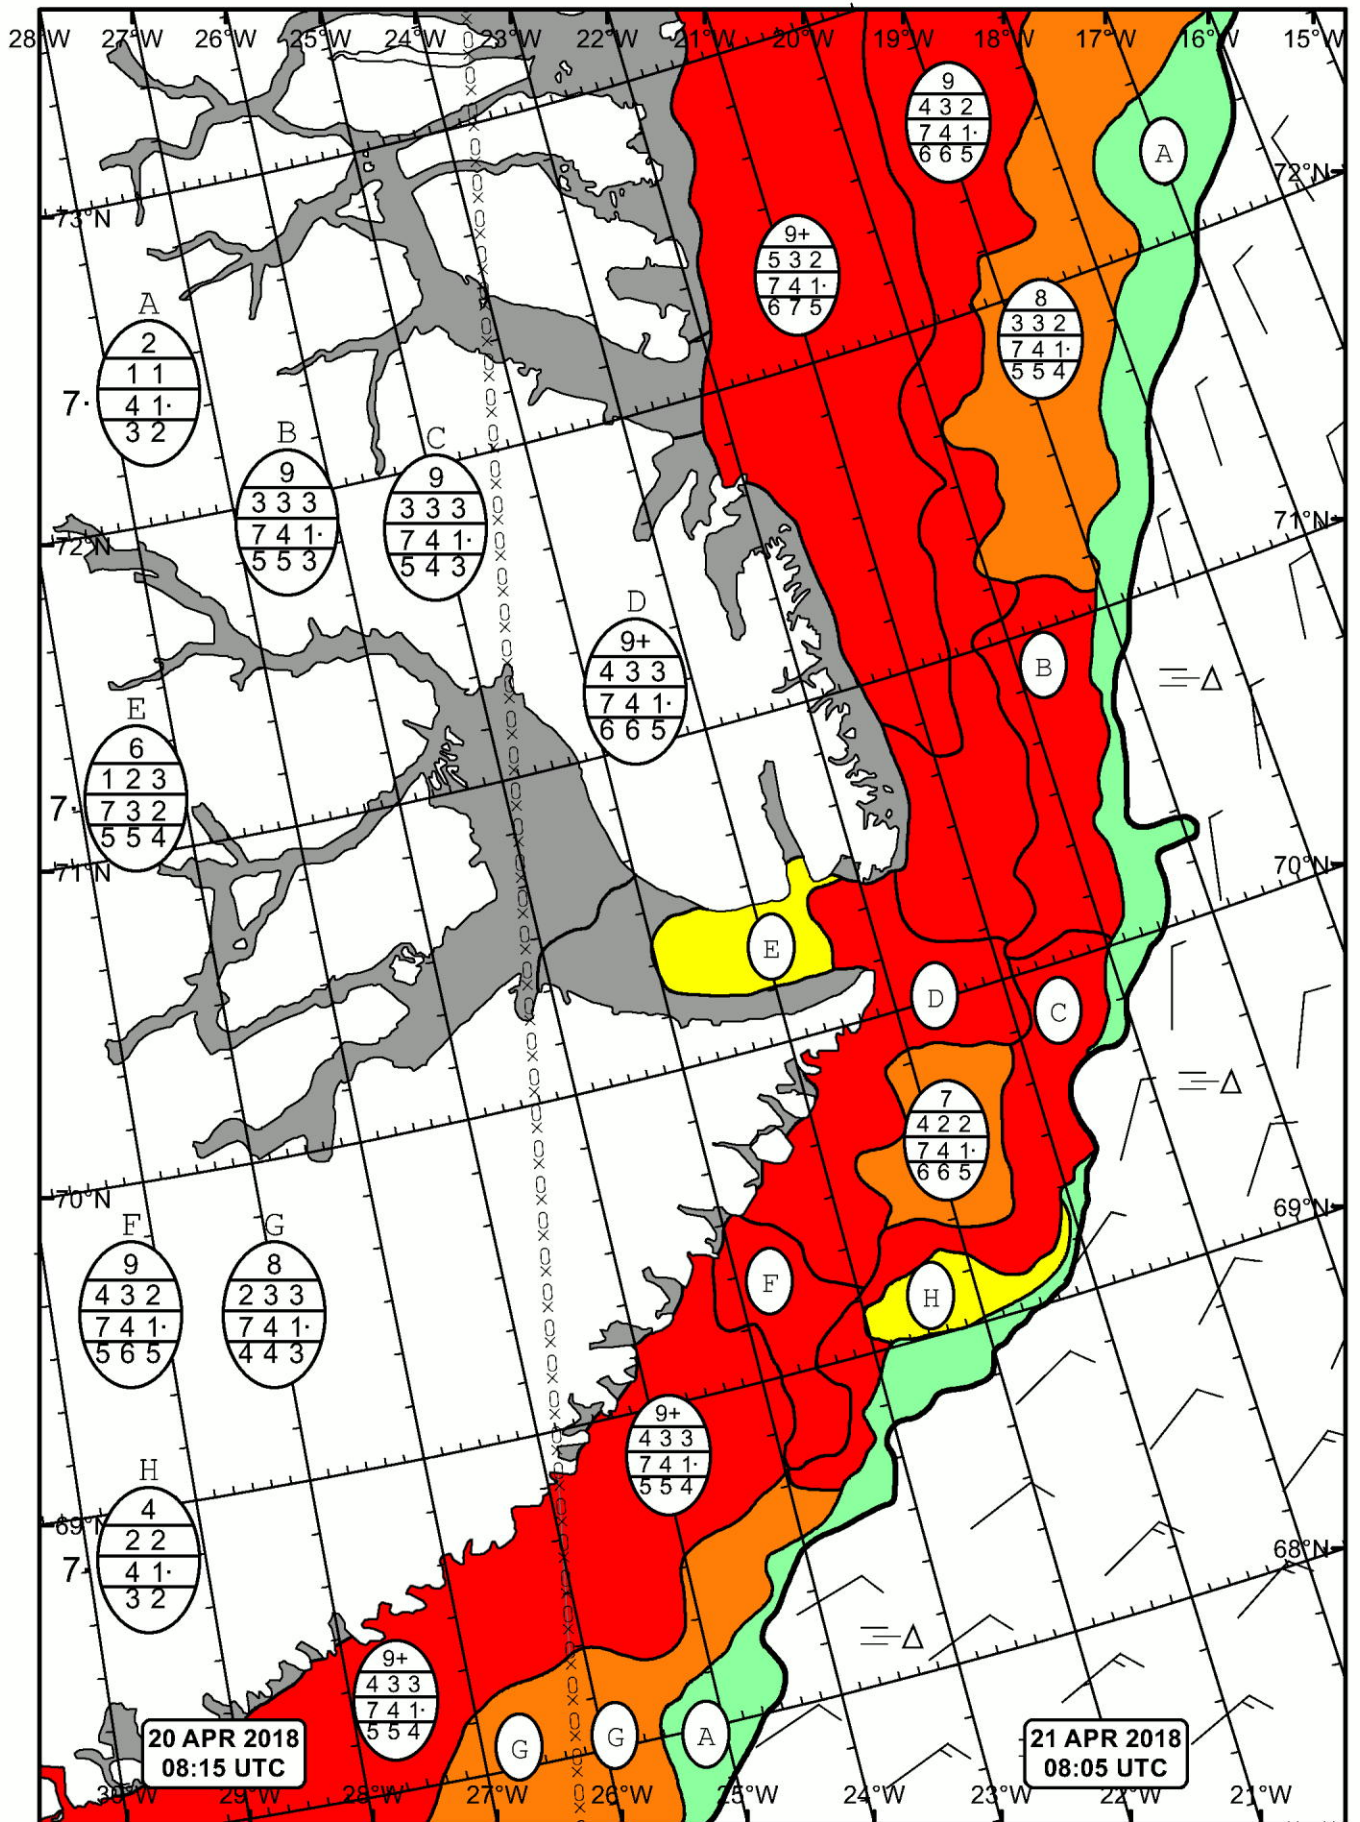 28°W 27°W 26°W 25°W 24°W 23°W 22°W 21°W 20°W 19°W 18°W 17°W 16°W 15°W
9
4 3 2
7 4 1·
6 6 5
A
72°N
73°N
9+
5 3 2
7 4 1·
6 7 5
8
3 3 2
7 4 1·
5 5 4
A
2
1 1
7· 4 1·
3 2
B
9
3 3 3
7 4 1·
5 5 3
C
9
3 3 3
7 4 1·
5 4 3
71°N
72°N
D
9+
4 3 3
7 4 1·
6 6 5
B
E
6
1 2 3
7· 7 3 2
5 5 4
70°N
71°N
E
D
C
7
4 2 2
7 4 1·
6 6 5
70°N
69°N
F
9
4 3 2
7 4 1·
5 6 5
G
8
2 3 3
7 4 1·
4 4 3
F
H
9+
4 3 3
7 4 1·
5 5 4
H
4
2 2
7· 4 1·
3 2
69°N
68°N
9+
4 3 3
7 4 1·
5 5 4
G
G
A
20 APR 2018
08:15 UTC
21 APR 2018
08:05 UTC
30°W 29°W 28°W 27°W 26°W 25°W 24°W 23°W 22°W 21°W